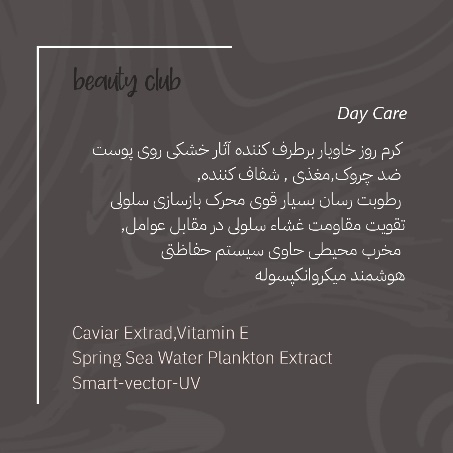 beauty club
Day Care
کرم روز خاویار برطرف کننده آثار خشکی روی پوست
ضد چروک,مغذی , شفاف کننده,
رطوبت رسان بسیار قوی محرک بازسازی سلولی
تقویت مقاومت غشاء سلولی در مقابل عوامل,
مخرب محیطی حاوی سیستم حفاظتی
هوشمند میکروانکپسوله
Caviar Extrad,Vitamin E
Spring Sea Water Plankton Extract
Smart-vector-UV